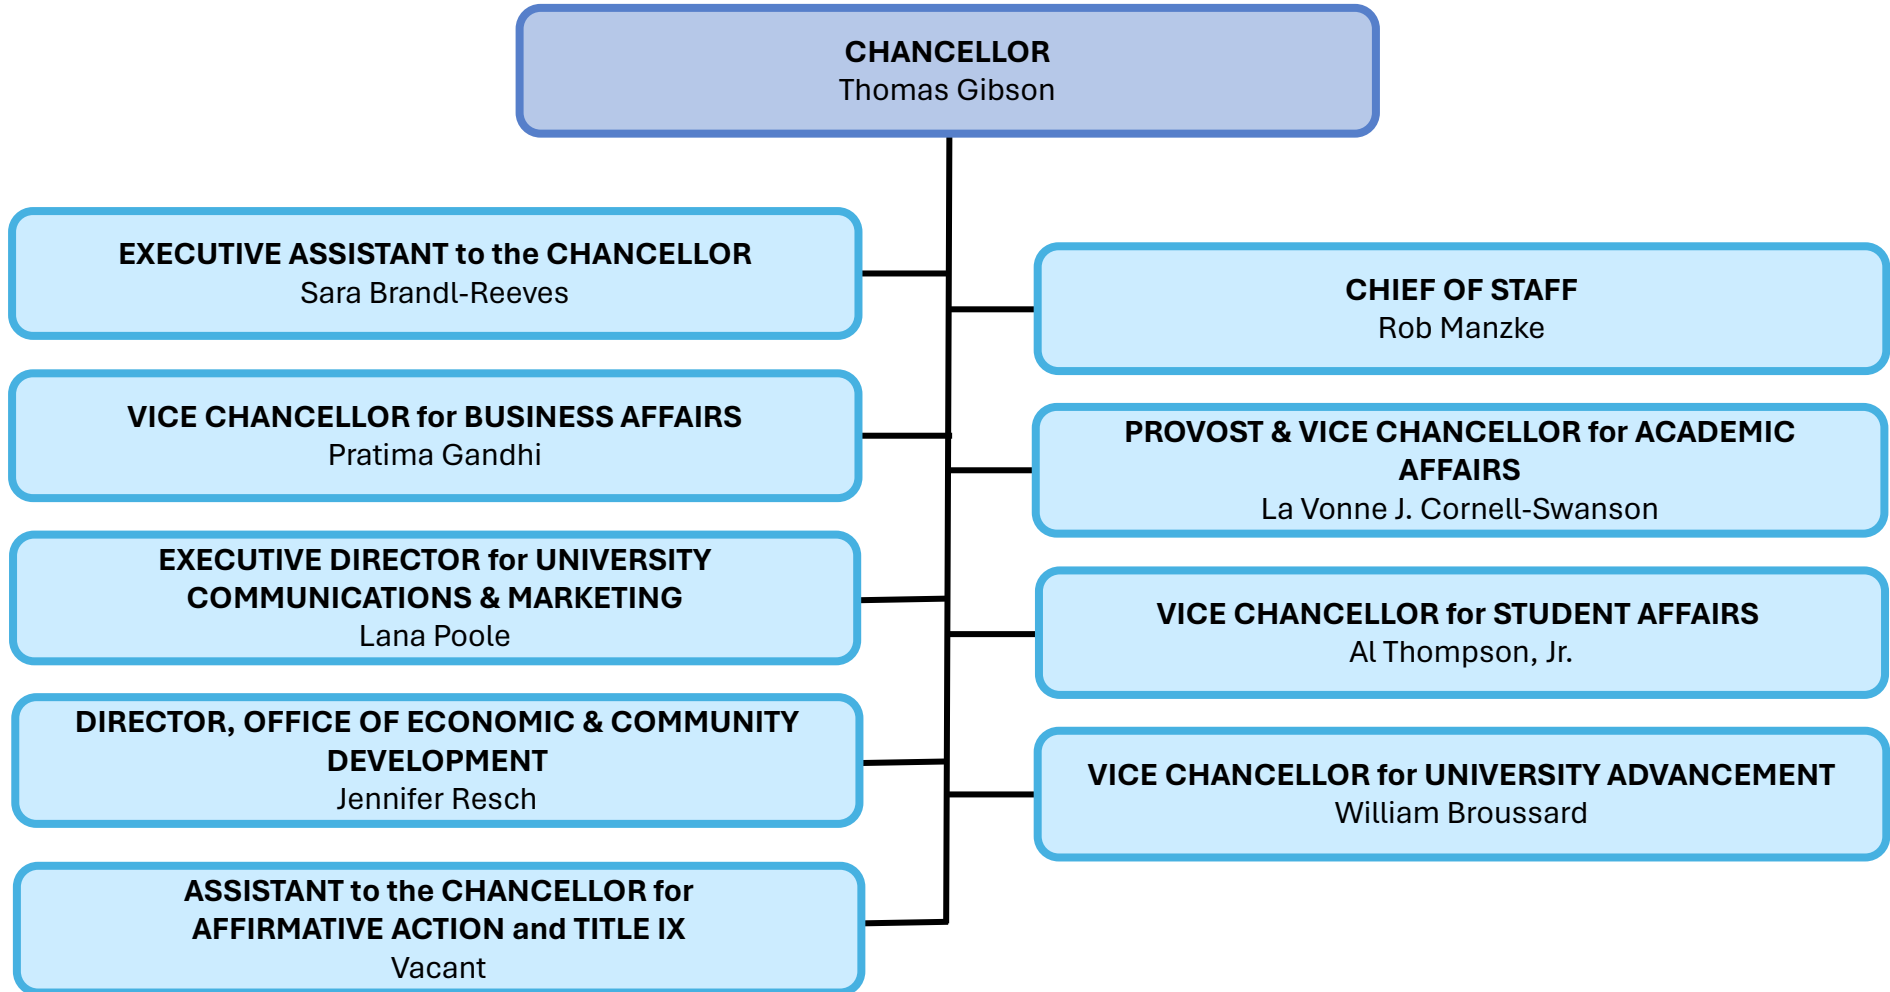 CHANCELLOR
Thomas Gibson
EXECUTIVE ASSISTANT to the CHANCELLOR
Sara Brandl-Reeves
CHIEF OF STAFF
Rob Manzke
VICE CHANCELLOR for BUSINESS AFFAIRS
Pratima Gandhi
PROVOST & VICE CHANCELLOR for ACADEMIC
AFFAIRS
La Vonne J. Cornell-Swanson
EXECUTIVE DIRECTOR for UNIVERSITY
COMMUNICATIONS & MARKETING
Lana Poole
VICE CHANCELLOR for STUDENT AFFAIRS
Al Thompson, Jr.
DIRECTOR, OFFICE OF ECONOMIC & COMMUNITY
DEVELOPMENT
Jennifer Resch
VICE CHANCELLOR for UNIVERSITY ADVANCEMENT
William Broussard
ASSISTANT to the CHANCELLOR for
AFFIRMATIVE ACTION and TITLE IX
Vacant